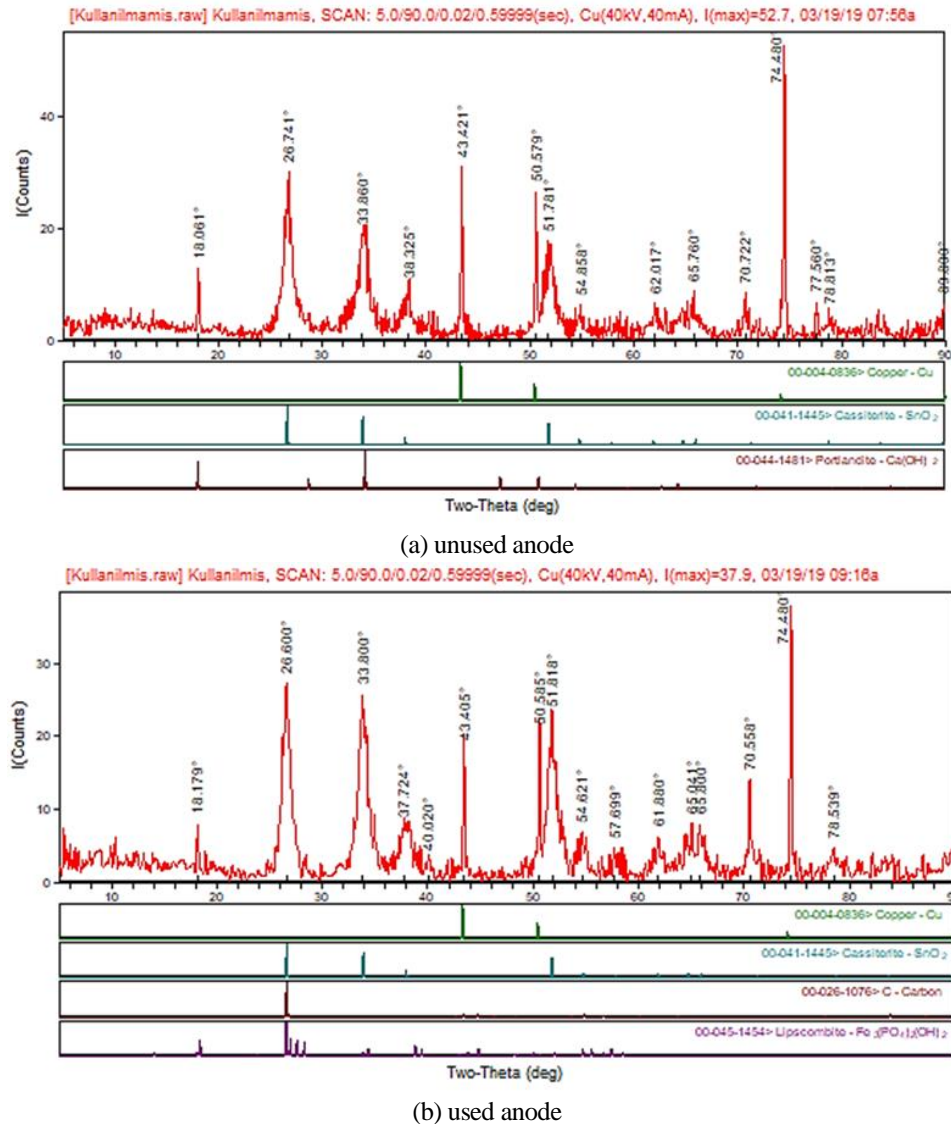 [Kullanilmamis.raw] Kullanilmamis, SCAN: 5.0/90.0/0.02/0.59999(sec), Cu(40kV,40mA), I(max)=52.7, 03/19/19 07:56a
I(Counts)
40
20
0
18.061°
26.741°
33.860°
38.325°
43.421°
50.579°
51.781°
54.858°
62.017°
65.760°
70.722°
74.480°
77.560°
78.813°
89.800°
10 20 30 40 50 60 70 80 90
00-004-0836> Copper - Cu
00-041-1445> Cassiterite - SnO2
00-044-1481> Portlandite - Ca(OH)2
Two-Theta (deg)
(a) unused anode
[Kullanilmis.raw] Kullanilmis, SCAN: 5.0/90.0/0.02/0.59999(sec), Cu(40kV,40mA), I(max)=37.9, 03/19/19 09:16a
I(Counts)
30
20
10
0
18.179°
26.600°
33.800°
37.724°
40.020°
43.405°
50.585°
51.818°
54.621°
57.699°
61.880°
65.041°
65.800°
70.558°
74.480°
78.539°
10 20 30 40 50 60 70 80
00-004-0836> Copper - Cu
00-041-1445> Cassiterite - SnO2
00-026-1076> C - Carbon
00-045-1454> Lipscombite -
Two-Theta (deg)
(b) used anode